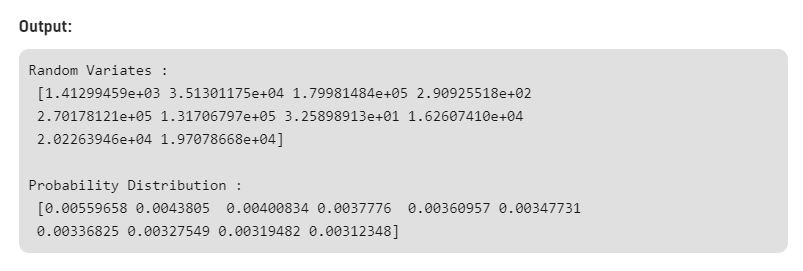 Output:
Random Variates :
[1.41299459e+03 3.51301175e+04 1.79981484e+05 2.90925518e+02
2.70178121e+05 1.31706797e+05 3.25898913e+01 1.62607410e+04
2.02263946e+04 1.97078668e+04]
Probability Distribution :
[0.00559658 0.0043805  0.00400834 0.0037776  0.00360957 0.00347731
0.00336825 0.00327549 0.00319482 0.00312348]